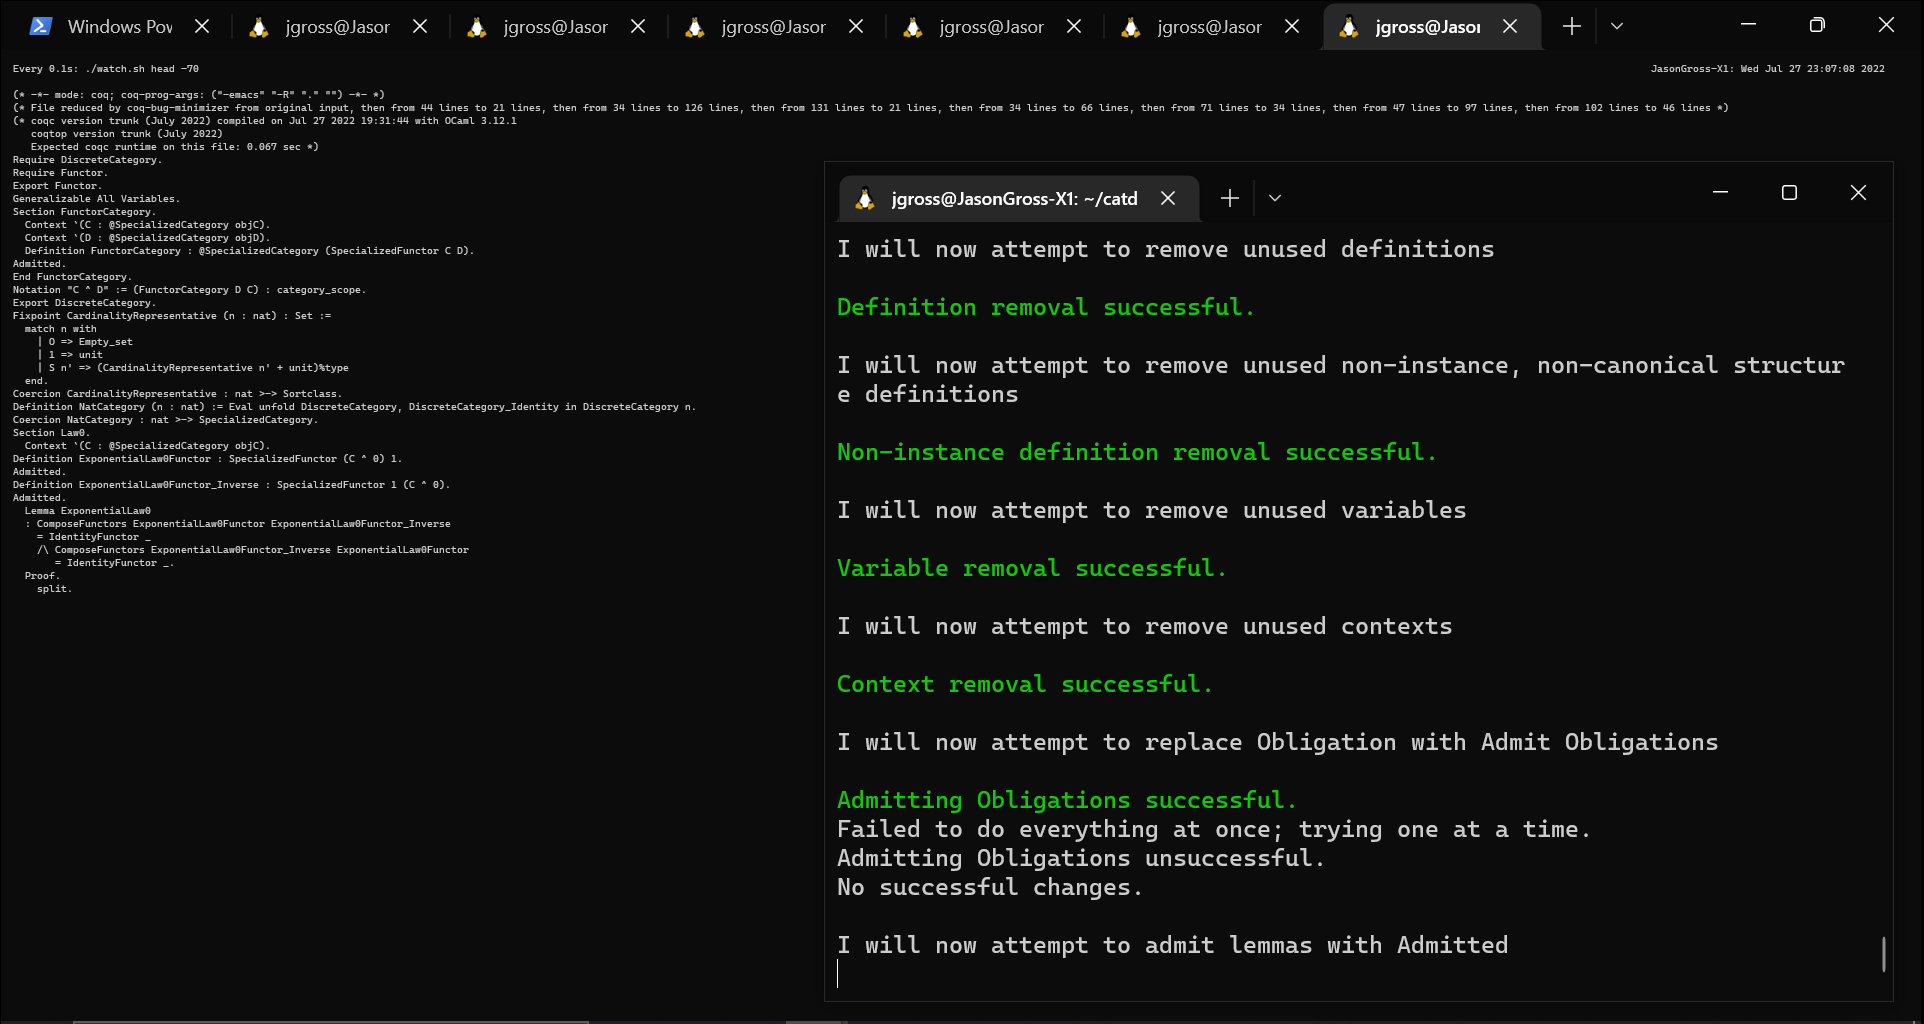 Windows Pov
jgross@Jasor
jgross@Jasor
jgross@Jasor
jgross@Jasor
jgross@Jasor
jgross@Jasor
Every 0.1s: ./watch.sh head -70
JasonGross-X1: Wed Jul 27 23:07:08 2022
(* -*- mode: coq; coq-prog-args: ("-emacs" "-R" "." "") -*- *)
(* File reduced by coq-bug-minimizer from original input, then from 44 lines to 21 lines, then from 34 lines to 126 lines, then from 131 lines to 21 lines, then from 34 lines to 66 lines, then from 71 lines to 34 lines, then from 47 lines to 97 lines, then from 102 lines to 46 lines *)
(* coqc version trunk (July 2022) compiled on Jul 27 2022 19:31:44 with OCaml 3.12.1
coqtop version trunk (July 2022)
Expected coqc runtime on this file: 0.067 sec *)
Require DiscreteCategory.
Require Functor.
Export Functor.
Generalizable All Variables.
Section FunctorCategory.
Context `(C : @SpecializedCategory objC).
Context `(D : @SpecializedCategory objD).
Definition FunctorCategory : @SpecializedCategory (SpecializedFunctor C D).
Admitted.
End FunctorCategory.
Notation "C ^ D" := (FunctorCategory D C) : category_scope.
Export DiscreteCategory.
Fixpoint CardinalityRepresentative (n : nat) : Set :=
match n with
| O => Empty_set
| 1 => unit
| S n' => (CardinalityRepresentative n' + unit)%type
end.
Coercion CardinalityRepresentative : nat >-> Sortclass.
Definition NatCategory (n : nat) := Eval unfold DiscreteCategory, DiscreteCategory_Identity in DiscreteCategory n.
Coercion NatCategory : nat >-> SpecializedCategory.
Section Law0.
Context `(C : @SpecializedCategory objC).
Definition ExponentialLaw0Functor : SpecializedFunctor (C ^ 0) 1.
Admitted.
Definition ExponentialLaw0Functor_Inverse : SpecializedFunctor 1 (C ^ 0).
Admitted.
Lemma ExponentialLaw0
: ComposeFunctors ExponentialLaw0Functor ExponentialLaw0Functor_Inverse
= IdentityFunctor _
/\ ComposeFunctors ExponentialLaw0Functor_Inverse ExponentialLaw0Functor
= IdentityFunctor _.
Proof.
split.
jgross@JasonGross-X1: ~/catd
I will now attempt to remove unused definitions
Definition removal successful.
I will now attempt to remove unused non-instance, non-canonical structur
e definitions
Non-instance definition removal successful.
I will now attempt to remove unused variables
Variable removal successful.
I will now attempt to remove unused contexts
Context removal successful.
I will now attempt to replace Obligation with Admit Obligations
Admitting Obligations successful.
Failed to do everything at once; trying one at a time.
Admitting Obligations unsuccessful.
No successful changes.
I will now attempt to admit lemmas with Admitted